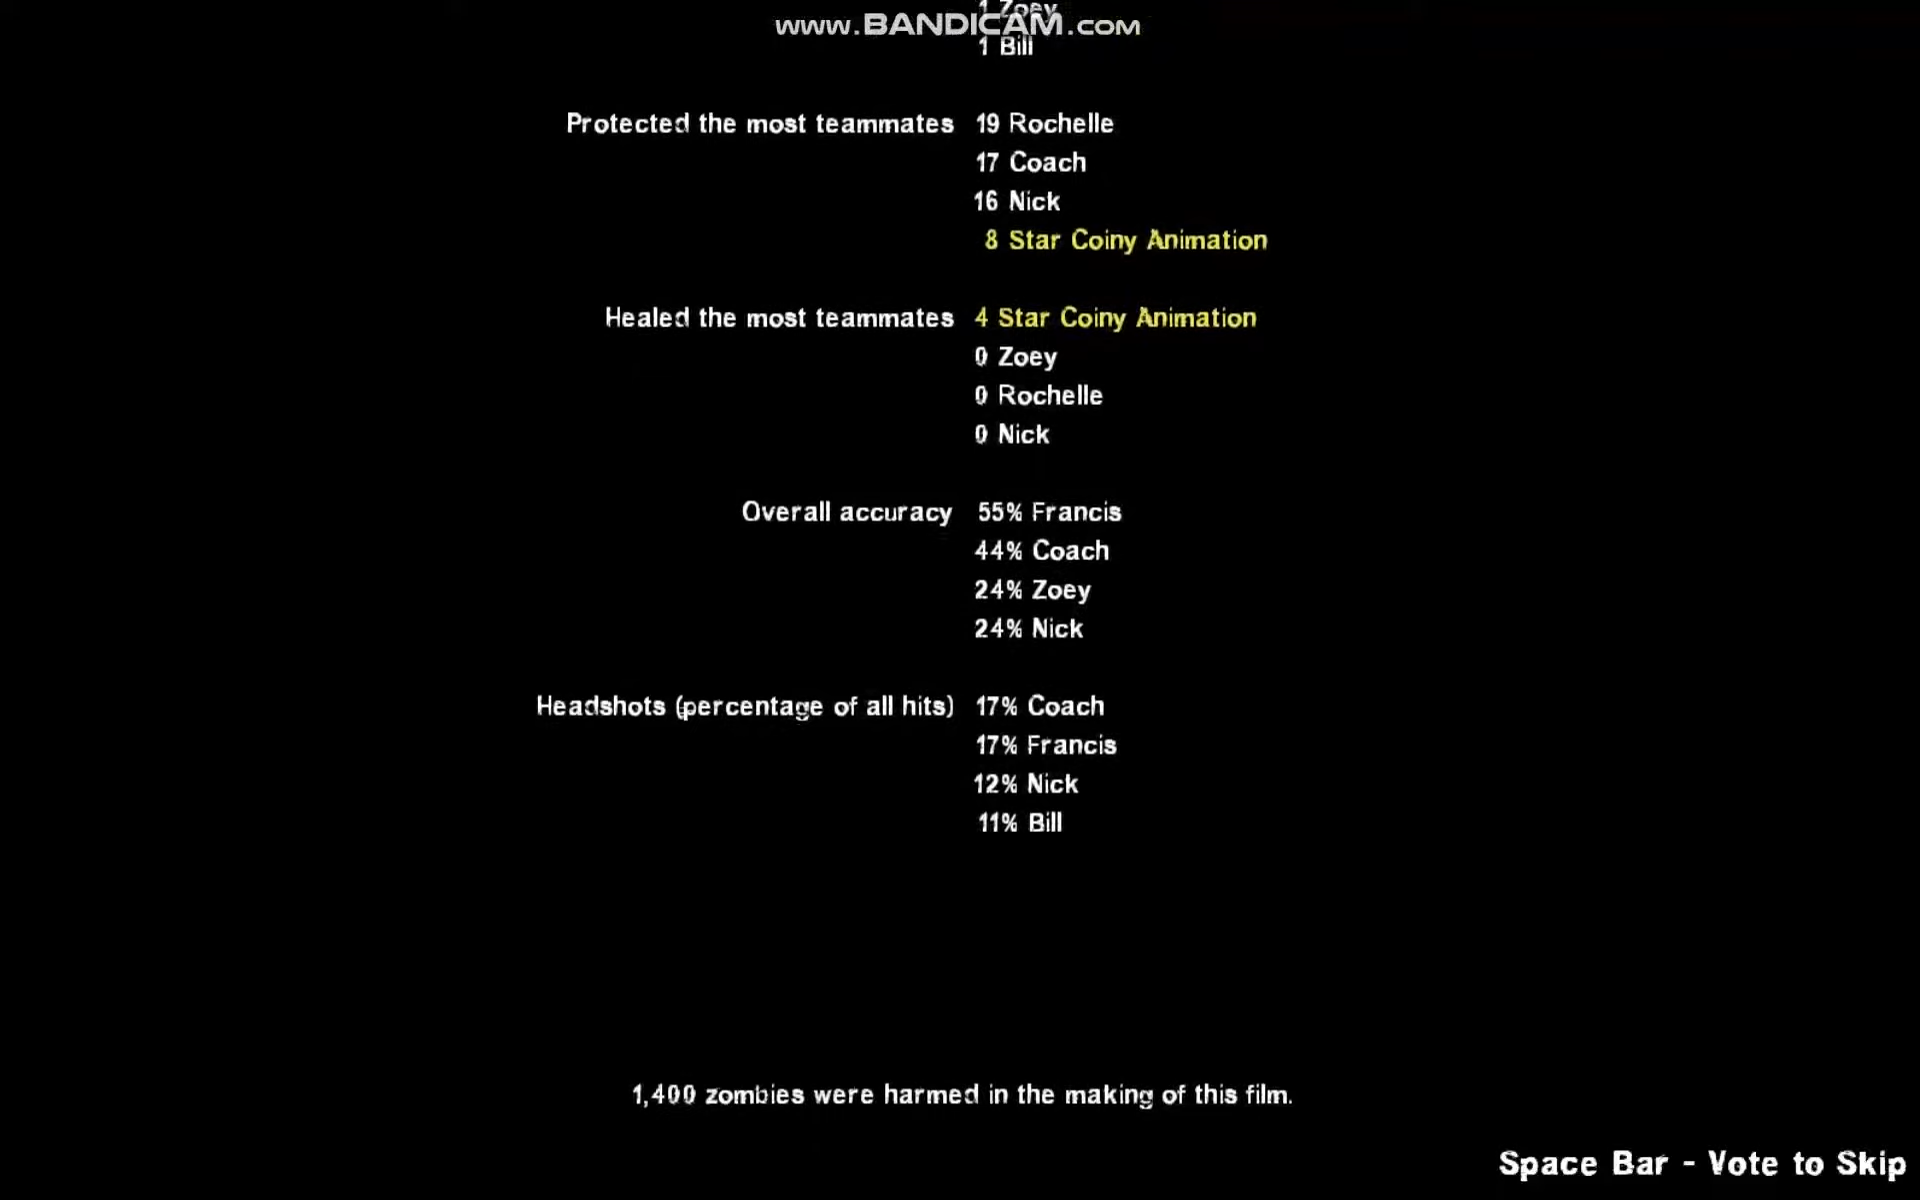 1 Zoey
www.BANDICAM.com
1 Bill
Protected the most teammates 19 Rochelle
17 Coach
16 Nick
8 Star Coiny Animation
Healed the most teammates 4 Star Coiny Animation
0 Zoey
0 Rochelle
0 Nick
Overall accuracy 55% Francis
44% Coach
24% Zoey
24% Nick
Headshots (percentage of all hits) 17% Coach
17% Francis
12% Nick
11% Bill
1,400 zombies were harmed in the making of this film.
Space Bar - Vote to Skip